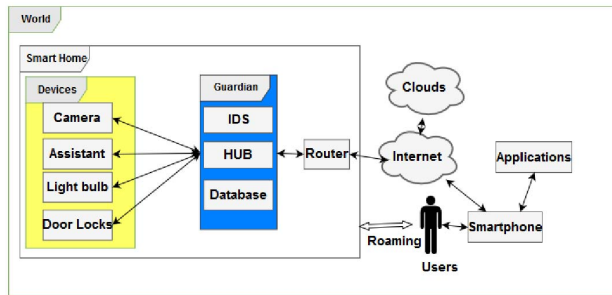 World
Smart Home
Devices
Camera
Assistant
Light bulb
Door Locks
Guardian
IDS
HUB
Database
Router
Clouds
Internet
Applications
Smartphone
Roaming
Users